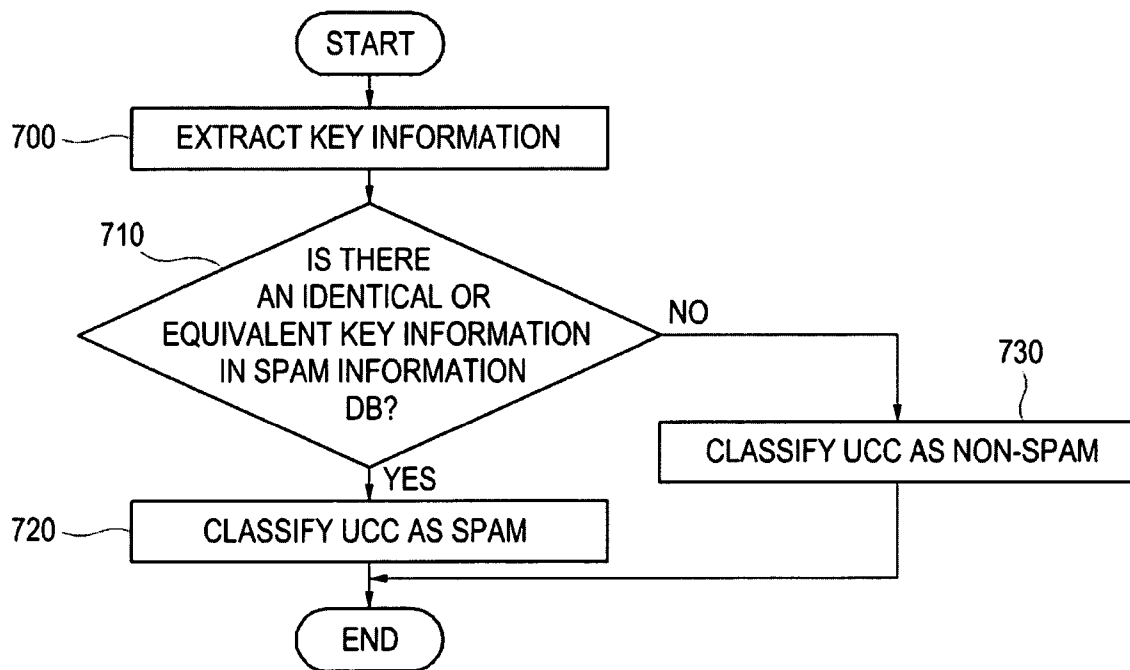 START
700
EXTRACT KEY INFORMATION
710
IS THERE
AN IDENTICAL OR
EQUIVALENT KEY INFORMATION
IN SPAM INFORMATION
DB?
NO
730
CLASSIFY UCC AS NON-SPAM
YES
720
CLASSIFY UCC AS SPAM
END